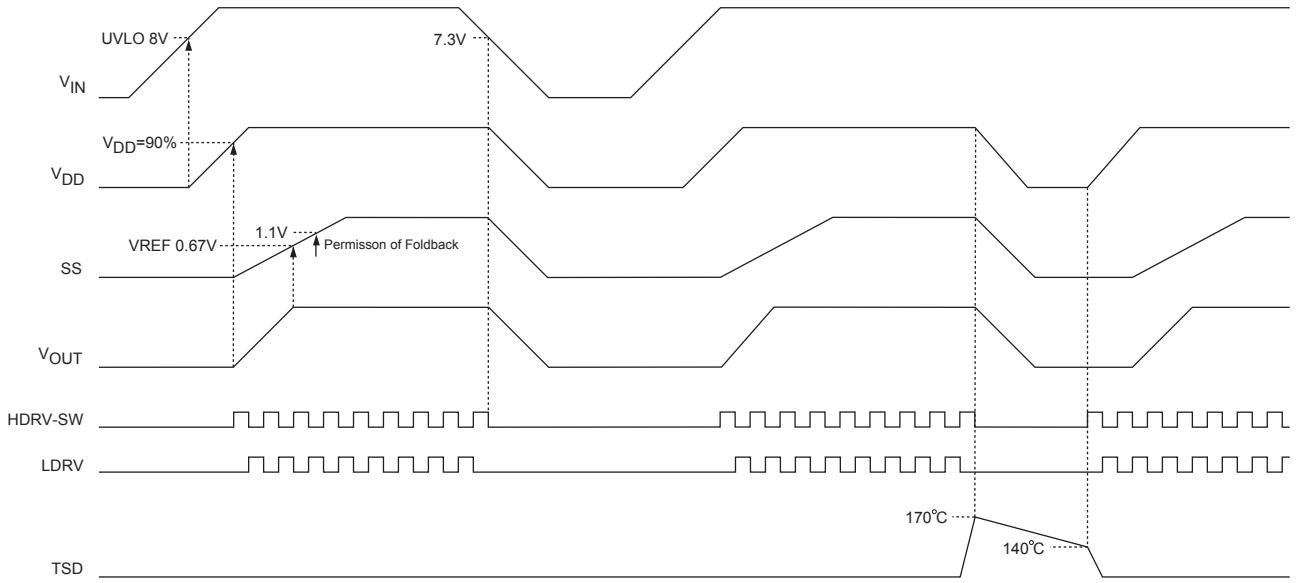 UVLO 8V
7.3V
VIN
VDD=90%
VDD
1.1V
VREF 0.67V
Permisson of Foldback
SS
VOUT
HDRV-SW
LDRV
170°C
140°C
TSD